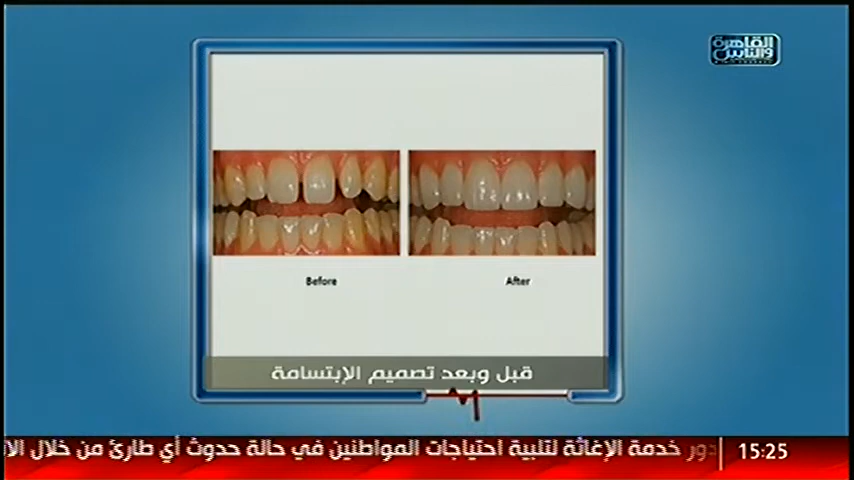 القاهرة
والناس
Before
After
قبل وبعد تصميم الإبتسامة
خدمة الإغاثة لتلبية احتياجات المواطنين في حالة حدوث أي طارئ من خلال
15:25